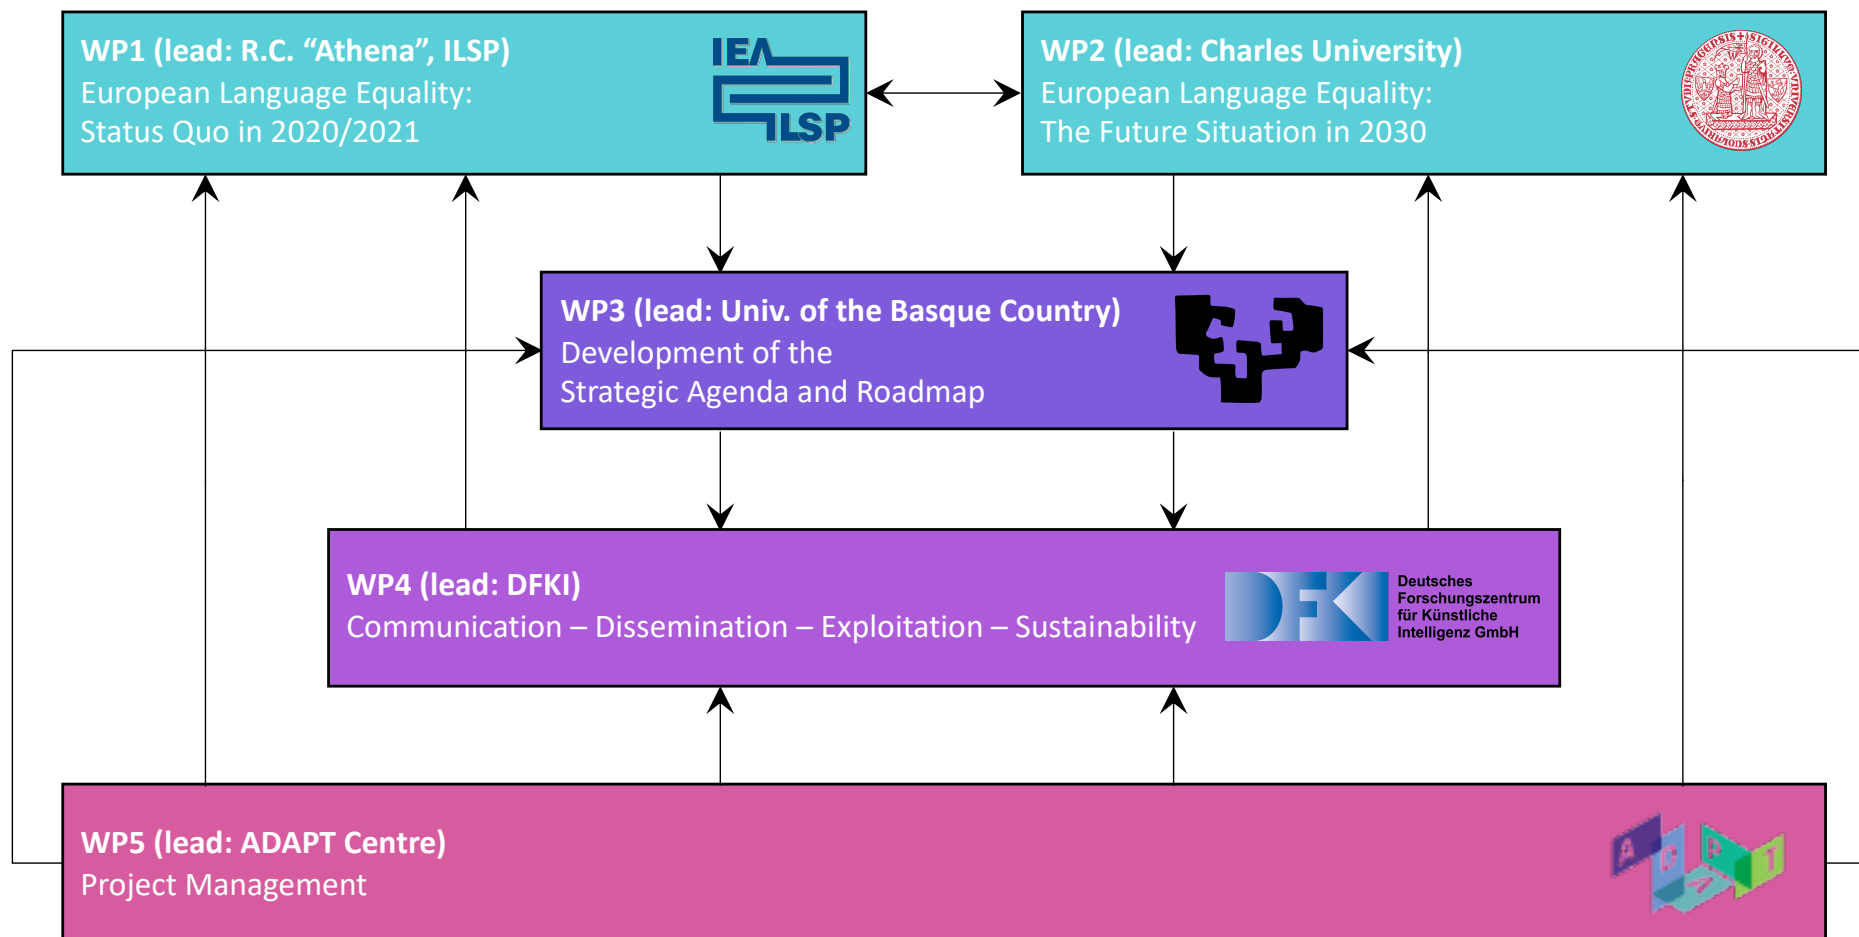 WP1 (lead: R.C. “Athena”, ILSP)
European Language Equality:
Status Quo in 2020/2021
ΙΕΛ
ILSP
WP2 (lead: Charles University)
European Language Equality:
The Future Situation in 2030
WP3 (lead: Univ. of the Basque Country)
Development of the
Strategic Agenda and Roadmap
WP4 (lead: DFKI)
Communication – Dissemination – Exploitation – Sustainability
DFK
Deutsches
Forschungszentrum
für Künstliche
Intelligenz GmbH
WP5 (lead: ADAPT Centre)
Project Management
ADAPT